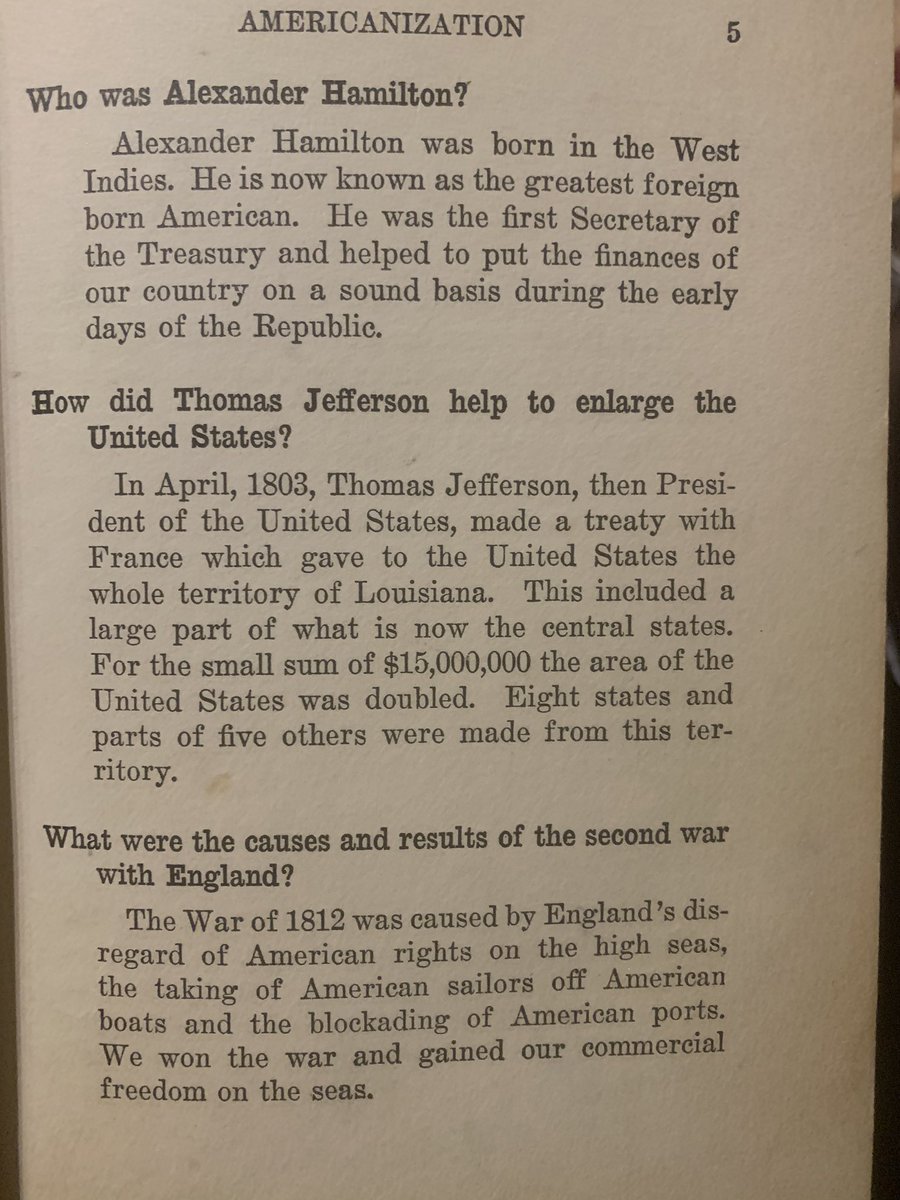 AMERICANIZATION 5
Who was Alexander Hamilton?
Alexander Hamilton was born in the West
Indies. He is now known as the greatest foreign
born American. He was the first Secretary of
the Treasury and helped to put the finances of
our country on a sound basis during the early
days of the Republic.
How did Thomas Jefferson help to enlarge the
United States?
In April, 1803, Thomas Jefferson, then Presi-
dent of the United States, made a treaty with
France which gave to the United States the
whole territory of Louisiana. This included a
large part of what is now the central states.
For the small sum of $15,000,000 the area of the
United States was doubled. Eight states and
parts of five others were made from this ter-
ritory.
What were the causes and results of the second war
with England?
The War of 1812 was caused by England's dis-
regard of American rights on the high seas,
the taking of American sailors off American
boats and the blockading of American ports.
We won the war and gained our commercial
freedom on the seas.